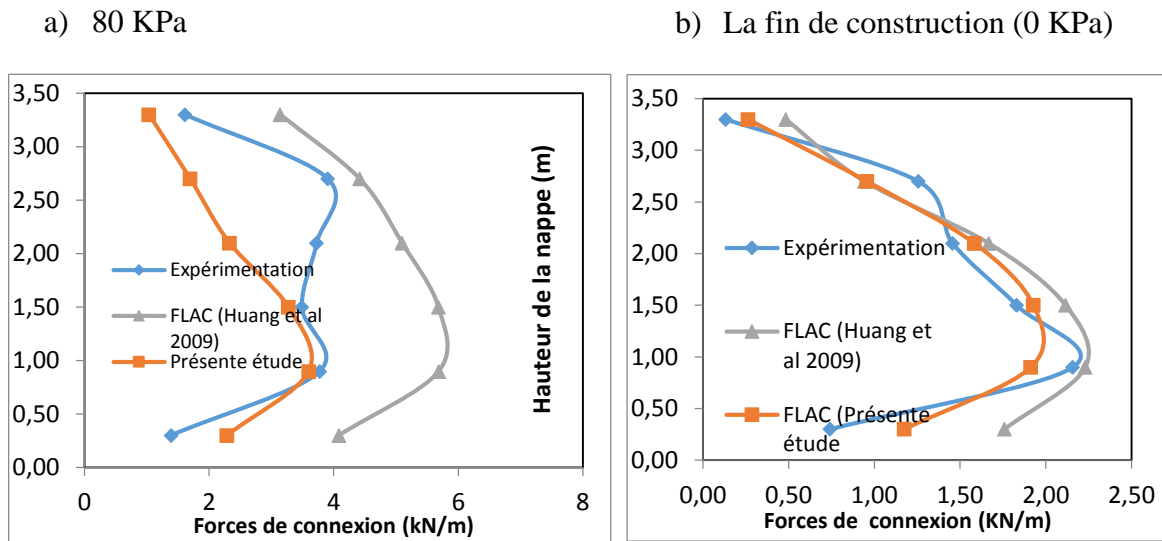 a) 80 KPa
3,50
3,00
2,50
2,00
1,50
1,00
0,50
0,00
Expérimentation
FLAC (Huang et al
2009)
Présente étude
0 2 4 6 8
Forces de connexion (kN/m)
b) La fin de construction (0 KPa)
Hauteur de la nappe (m)
3,50
3,00
2,50
2,00
1,50
1,00
0,50
0,00
Expérimentation
FLAC (Huang et
al 2009)
FLAC (Présente
étude
0,00 0,50 1,00 1,50 2,00 2,50
Forces de connexion (KN/m)